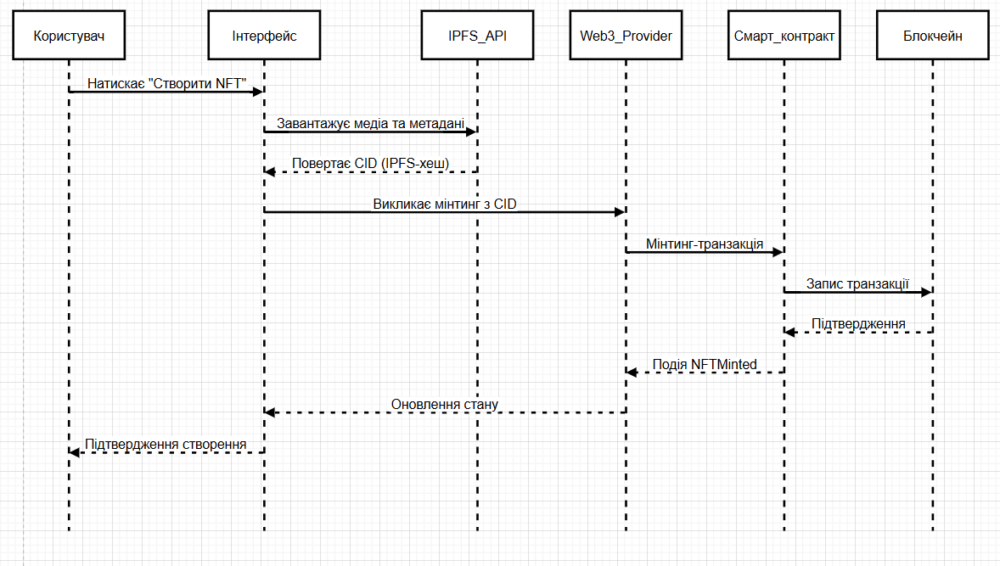 Користувач
Інтерфейс
IPFS_API
Web3_Provider
Смарт_контракт
Блокчейн
Натискає "Створити NFT"
Завантажує медіа та метадані
Повертає CID (IPFS-хеш)
Викликає мінтинг з CID
Мінтинг-транзакція
Запис транзакції
Підтвердження
Подія NFTMinted
Оновлення стану
Підтвердження створення